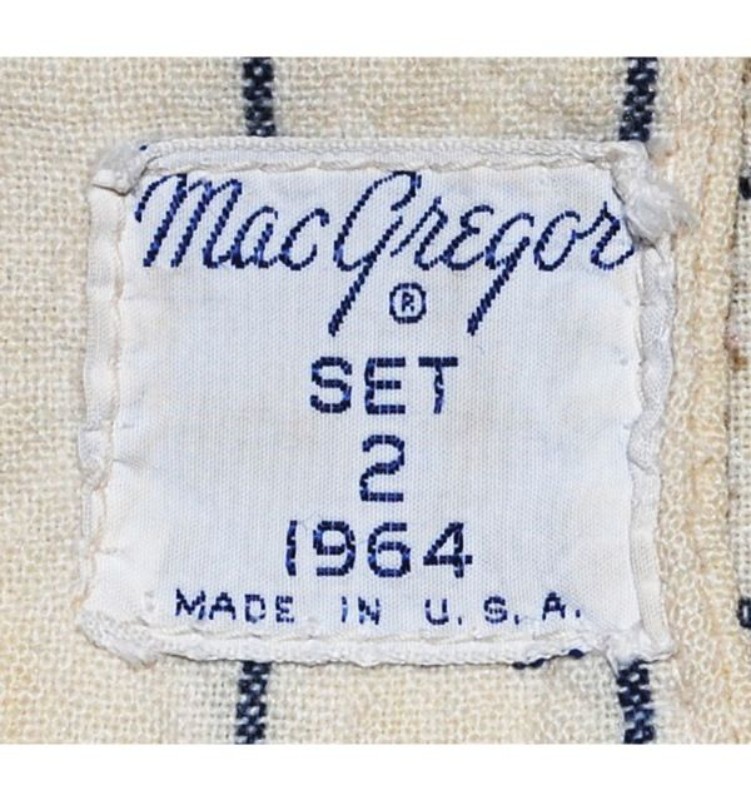 MacGregor
®
SET
2
1964
MADE IN U.S.A.